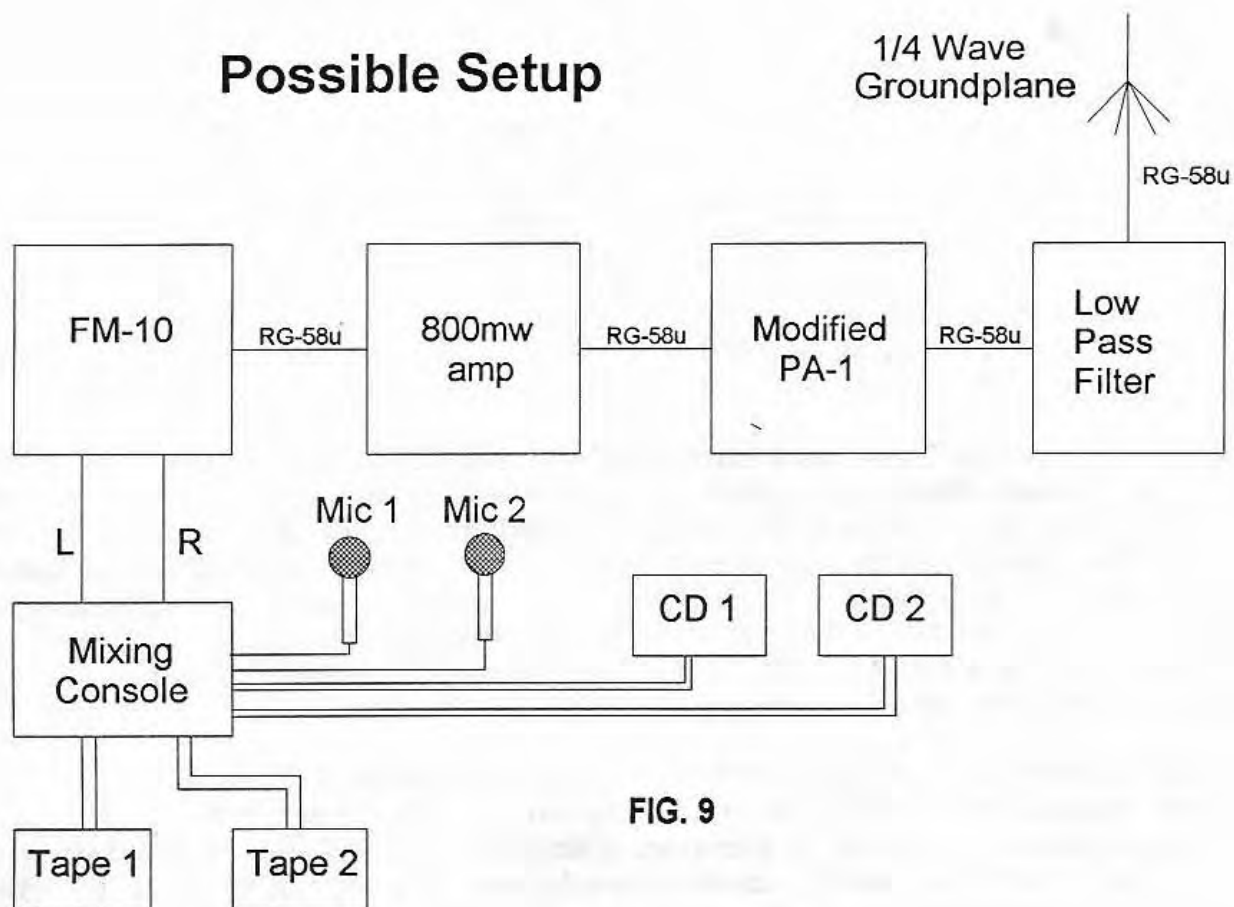 Possible Setup
1/4 Wave
Groundplane
RG-58u
FM-10
RG-58u
800mw
amp
RG-58u
Modified
PA-1
RG-58u
Low
Pass
Filter
L
R
Mic 1
Mic 2
CD 1
CD 2
Mixing
Console
FIG. 9
Tape 1
Tape 2